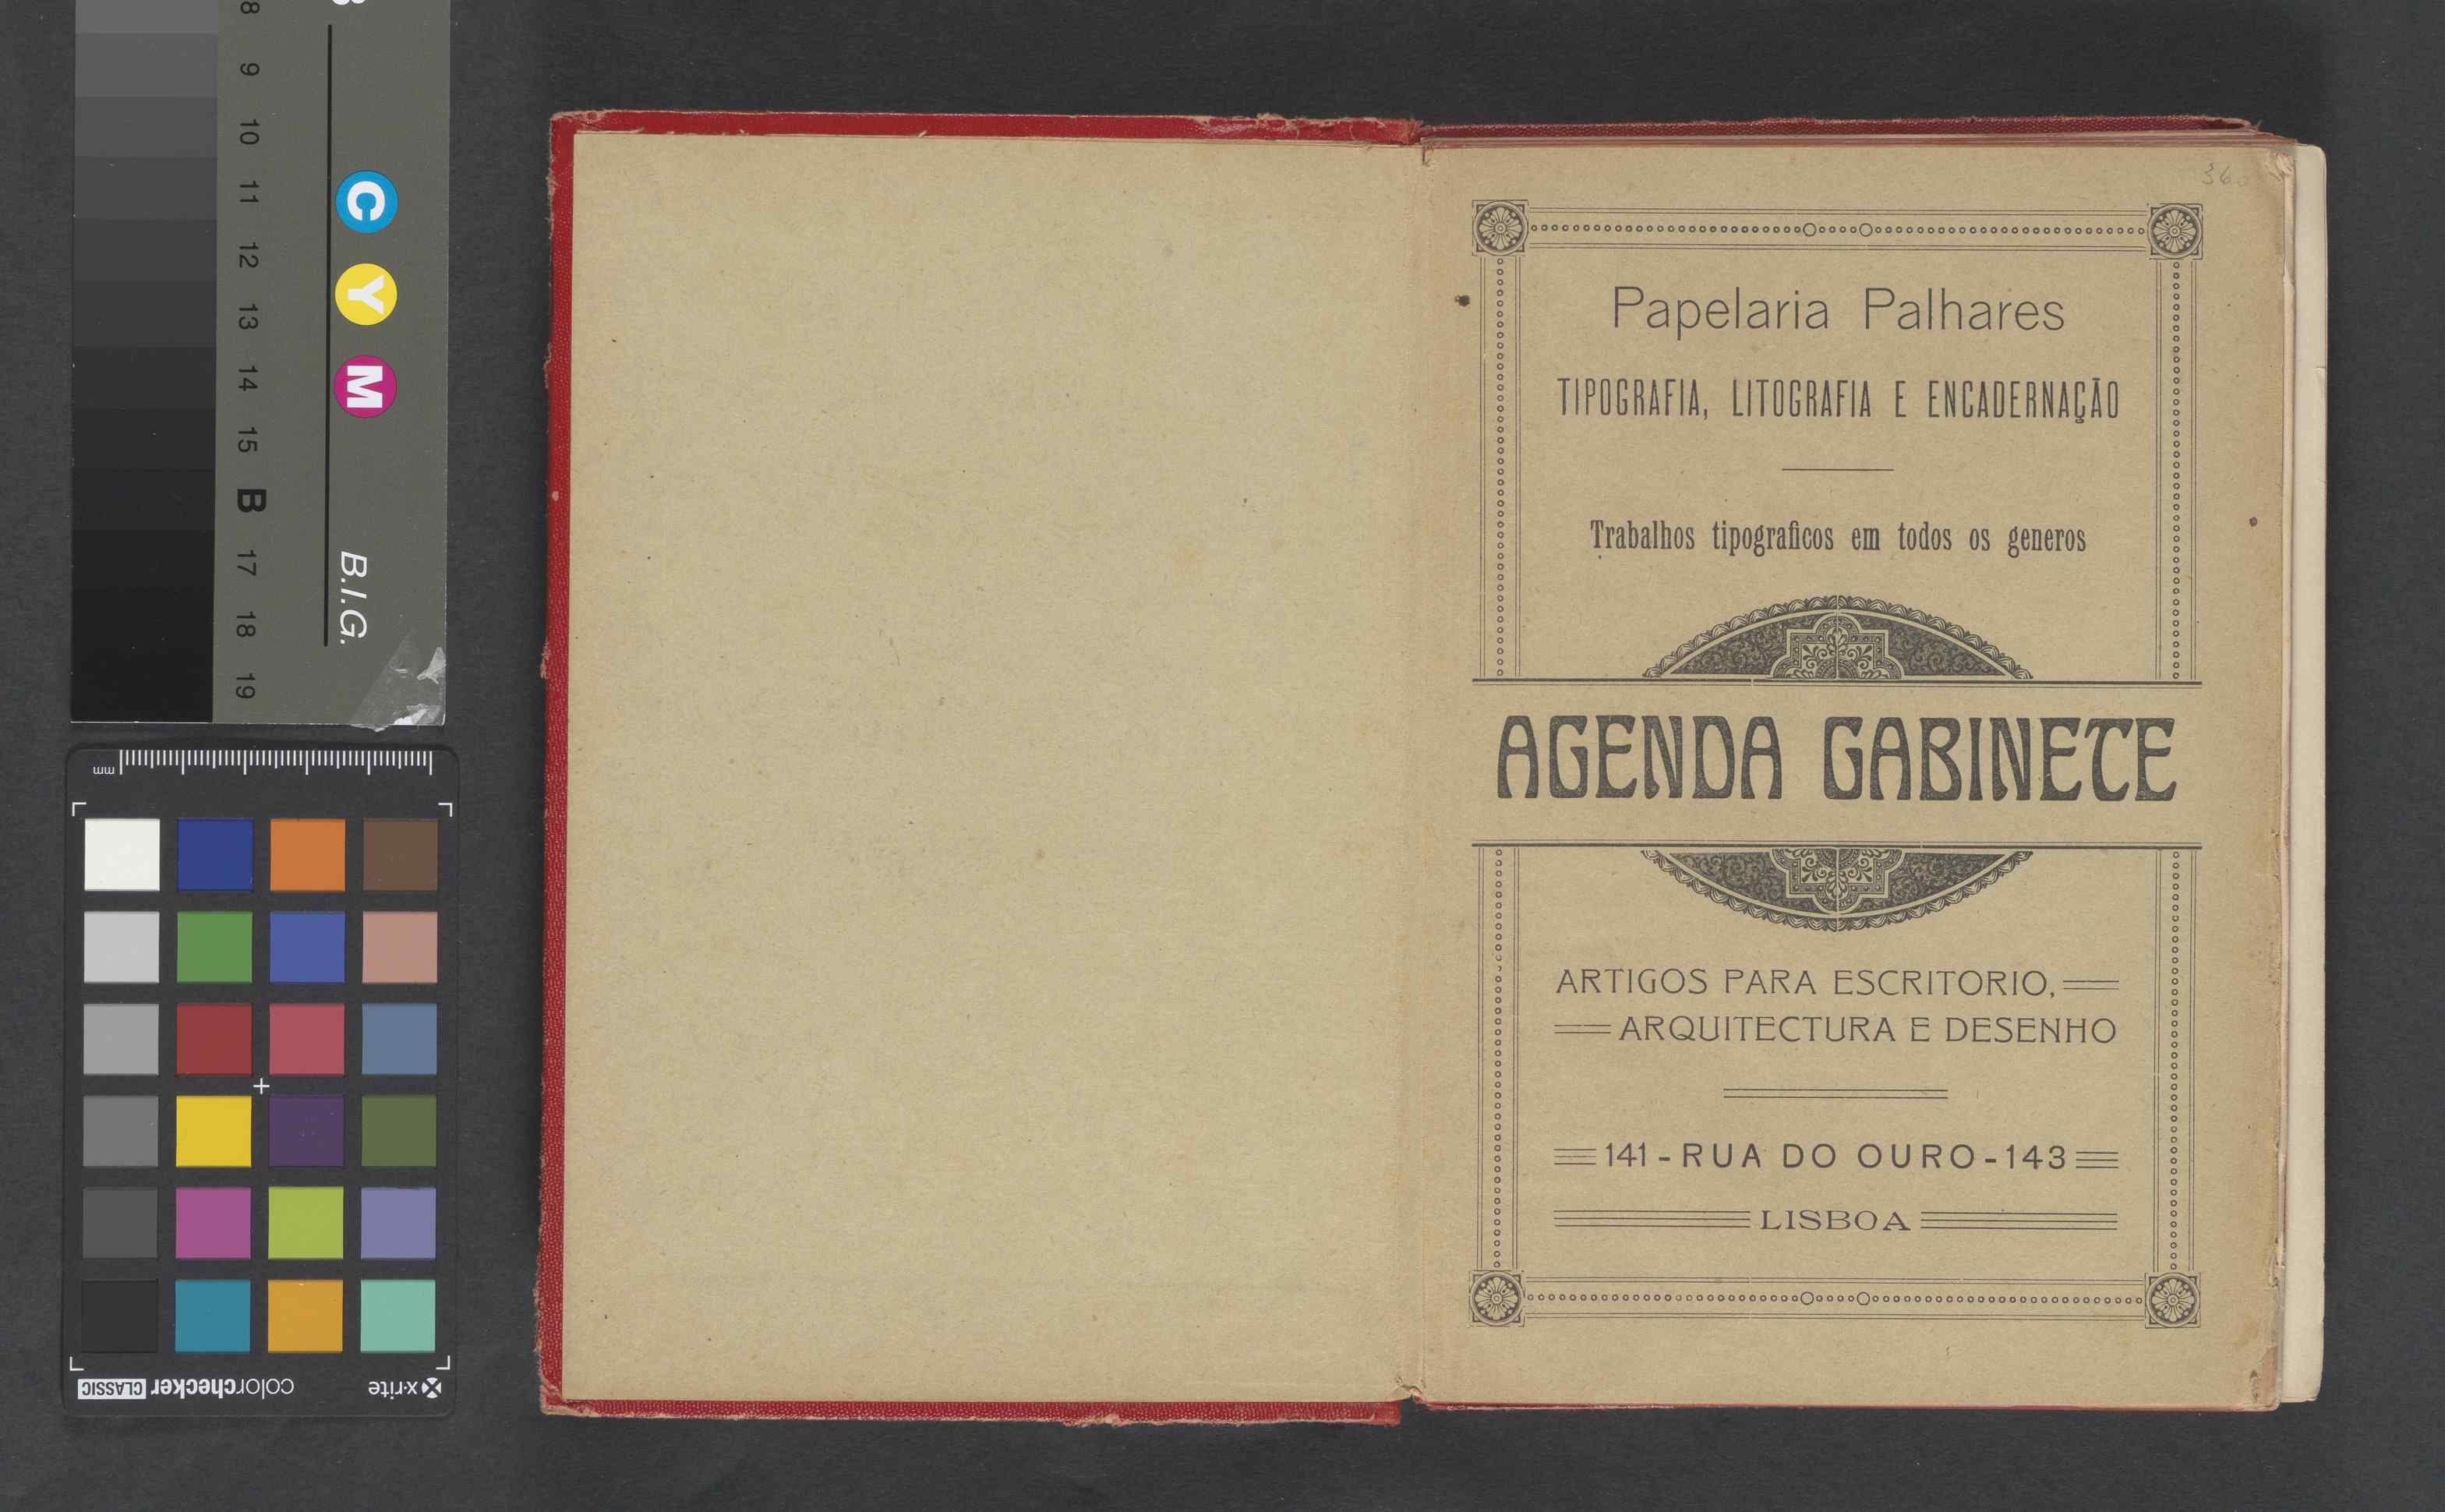 8
9
10
11
12
13
14
15
B
17
18
19
C
Y
M
B.I.G.
mm
x-rite
colorchecker CLASSIC
Papelaria Palhares
TIPOGRAFIA, LITOGRAFIA E ENCADERNAÇÃO
Trabalhos tipograficos em todos os generos
AGENDA GABINETE
ARTIGOS PARA ESCRITORIO,
ARQUITECTURA E DESENHO
141-RUA DO OURO-143
LISBOA